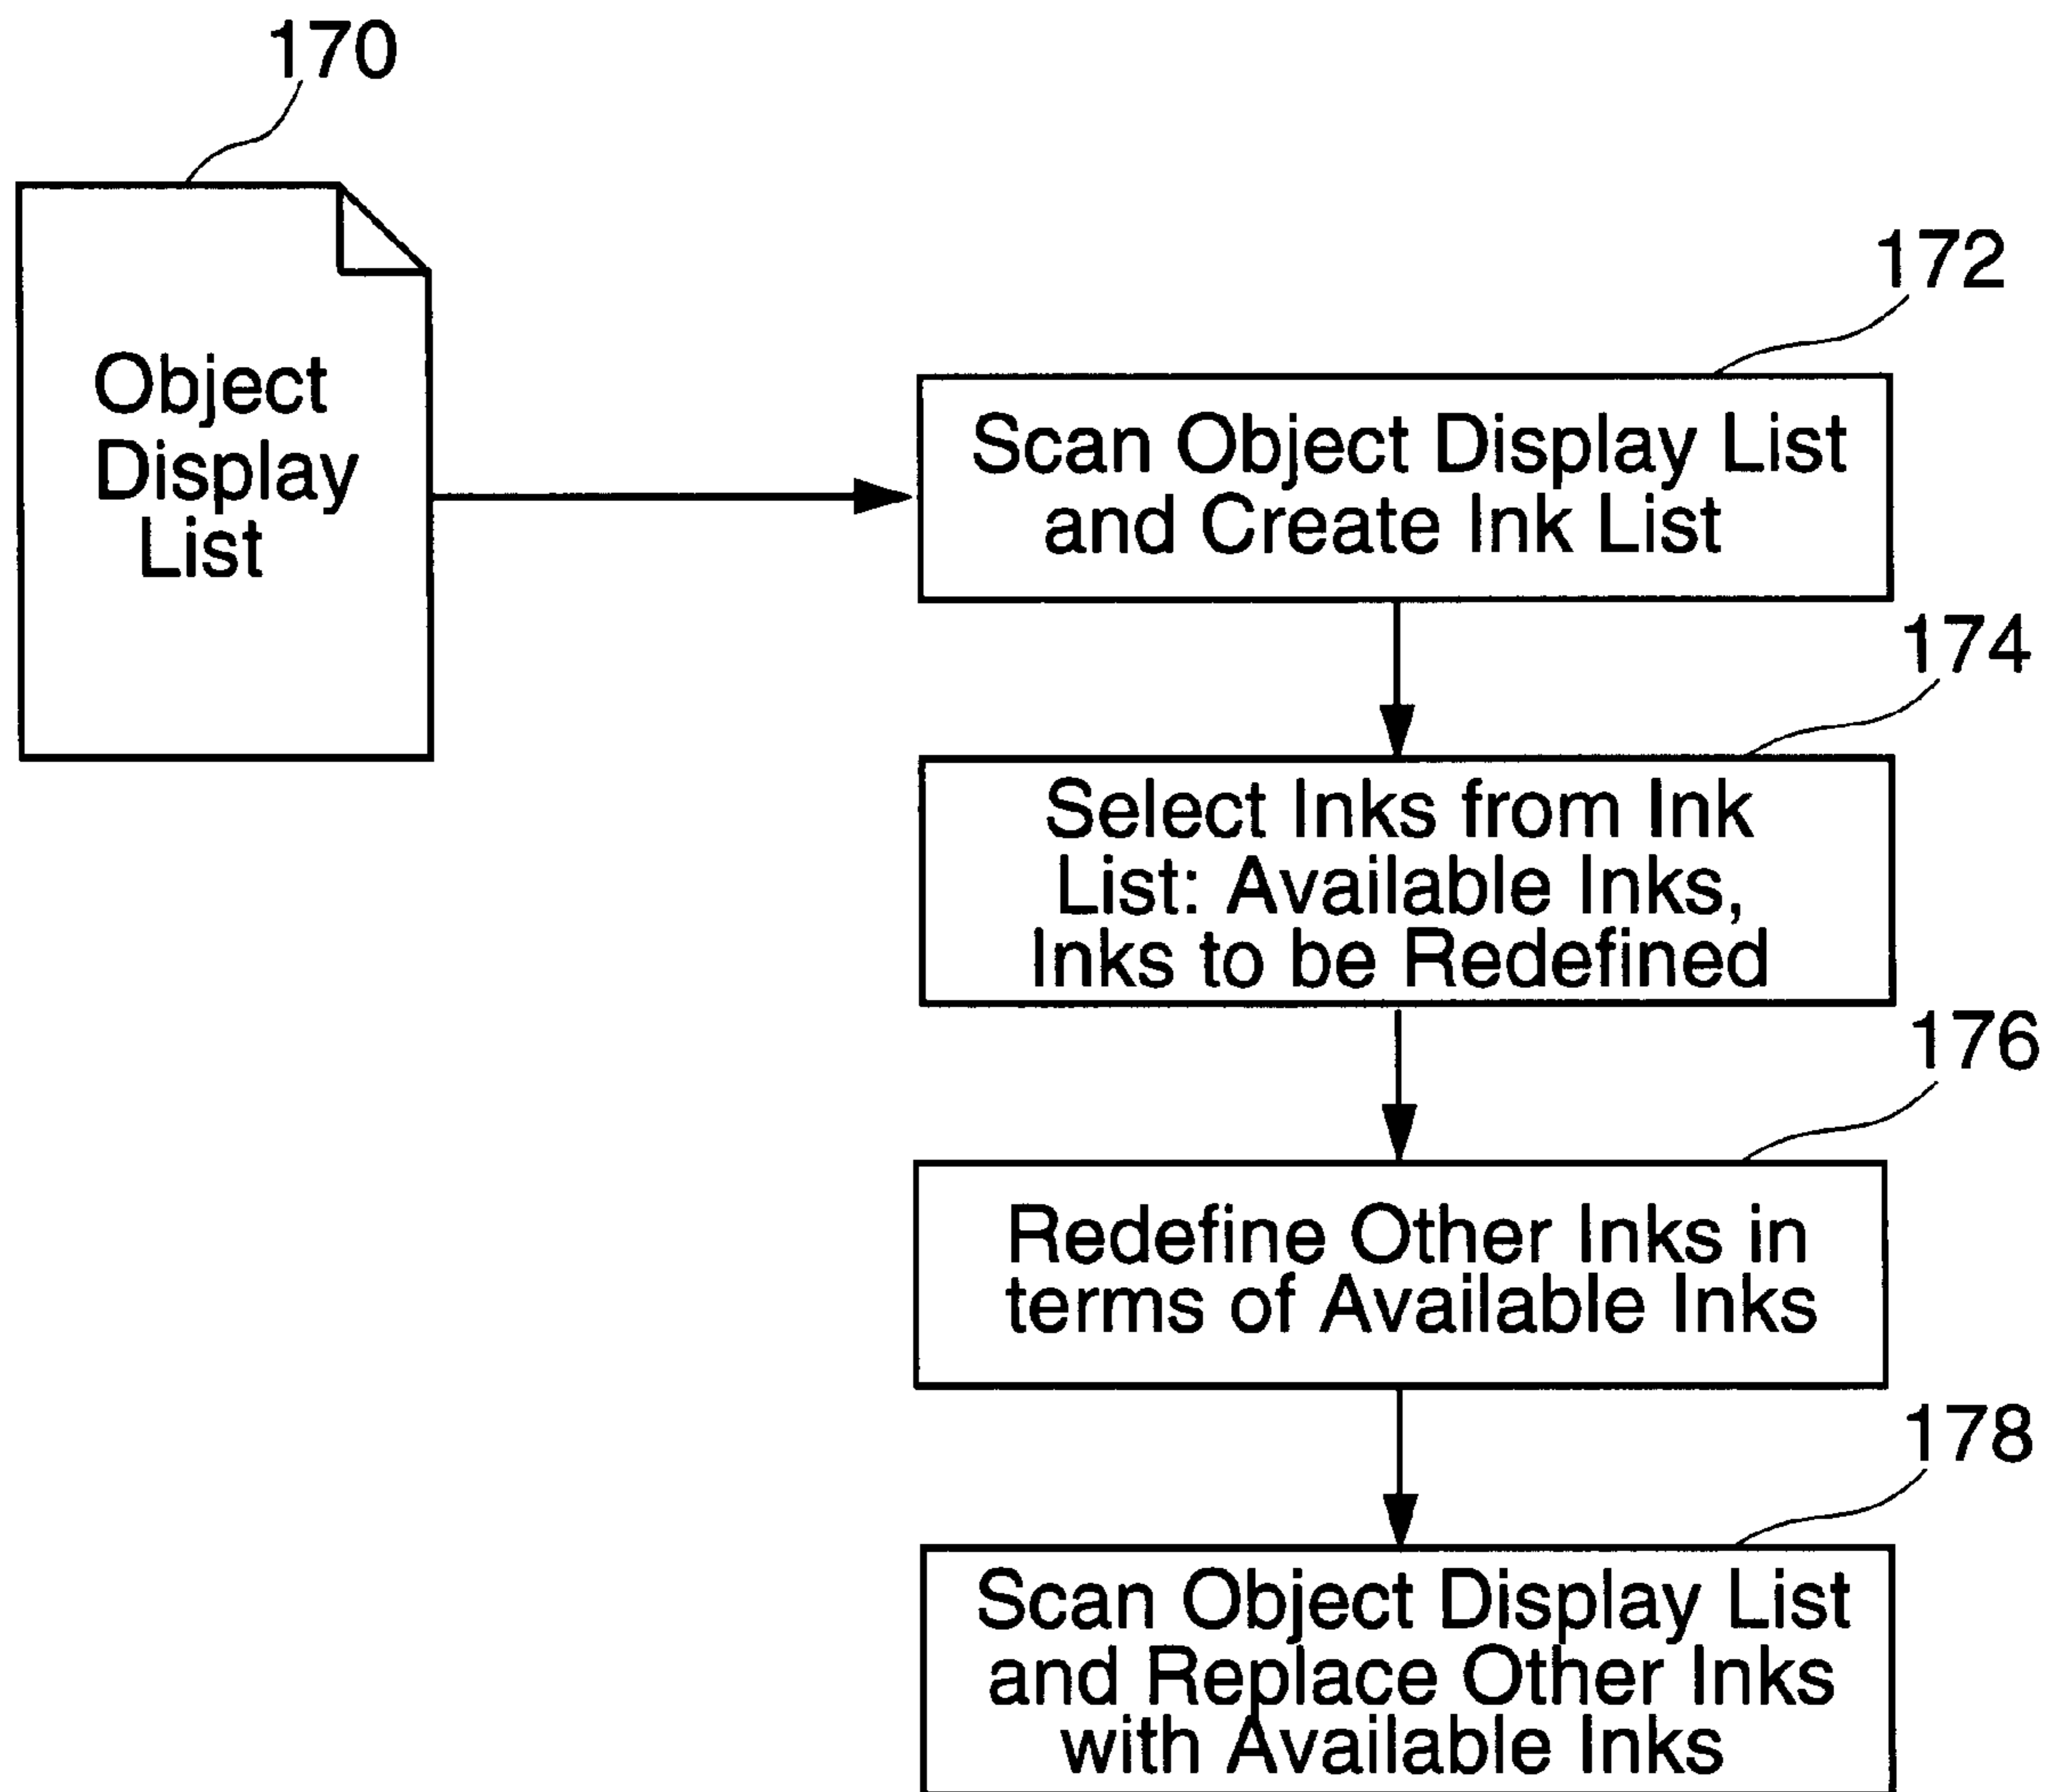 170
Object
Display
List
172
Scan Object Display List
and Create Ink List
174
Select Inks from Ink
List: Available Inks,
Inks to be Redefined
176
Redefine Other Inks in
terms of Available Inks
178
Scan Object Display List
and Replace Other Inks
with Available Inks